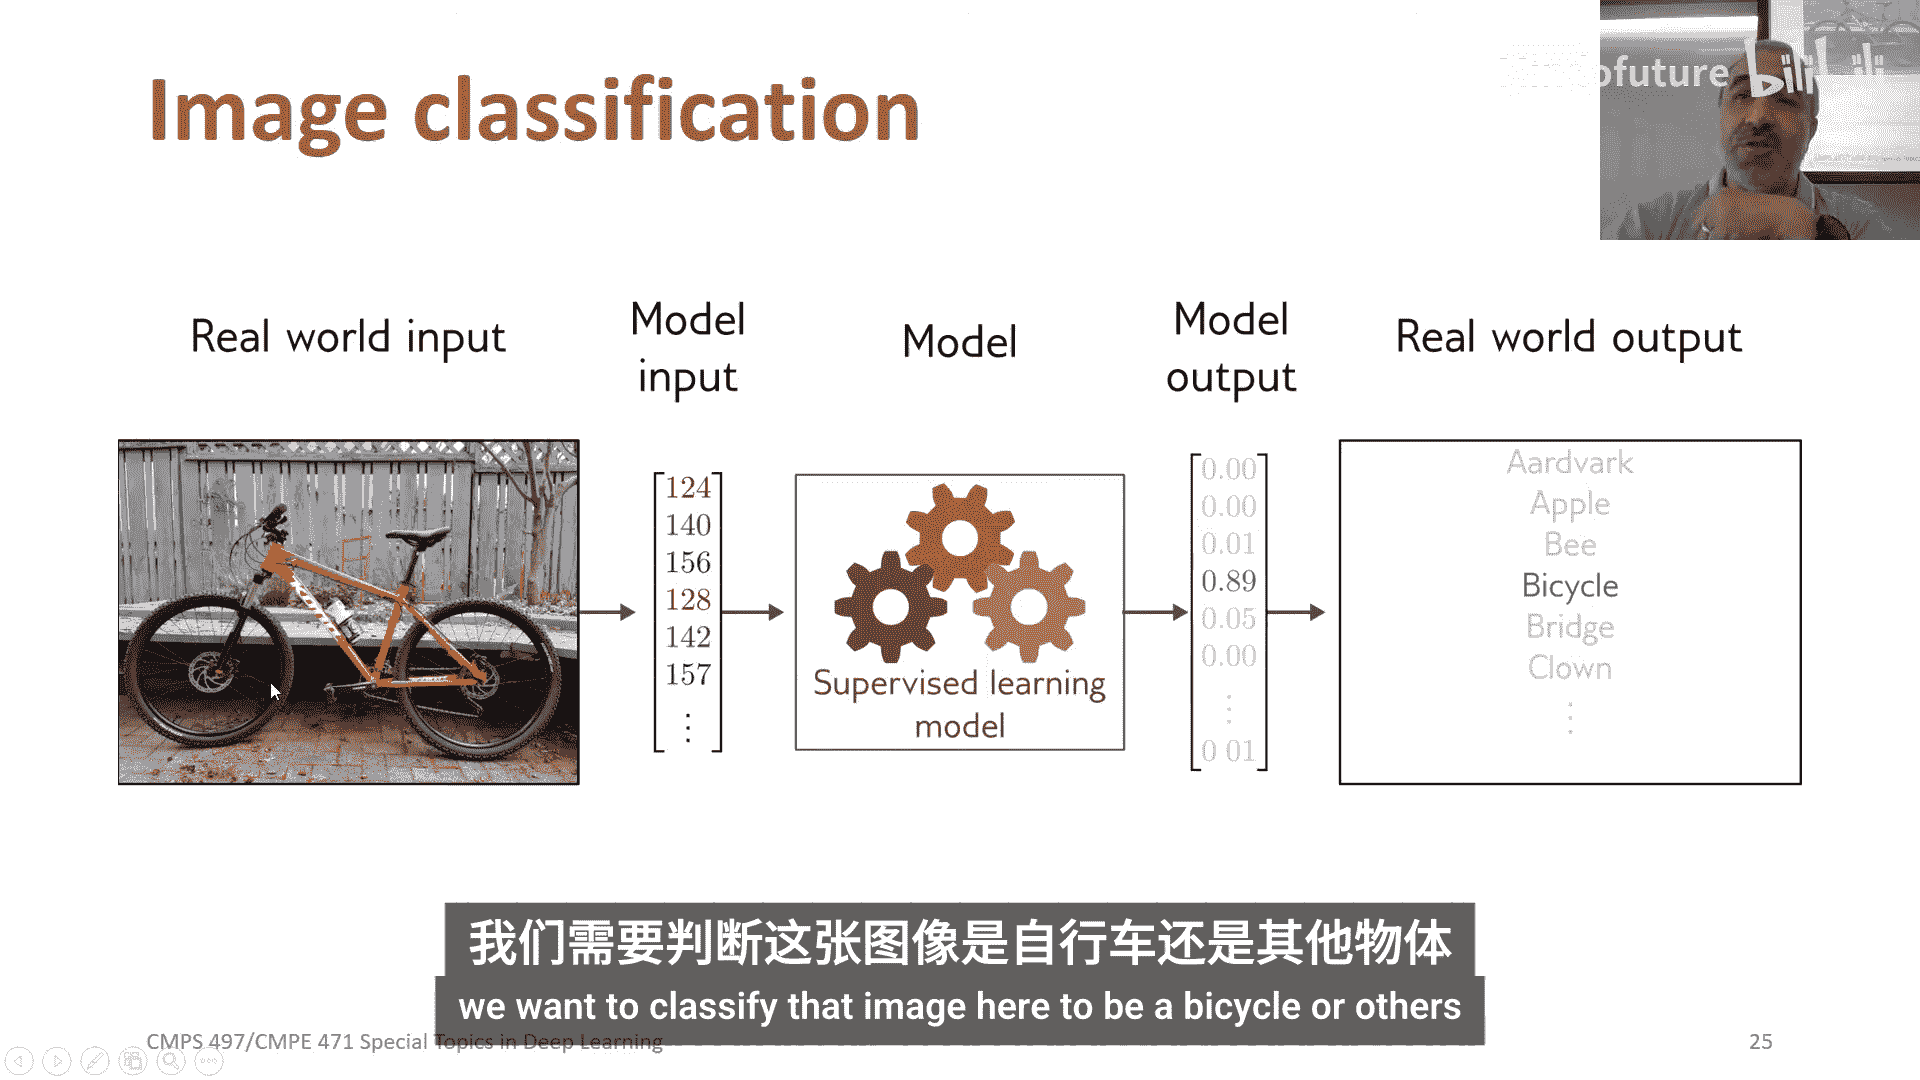 Image classification
ofuture bilibili
Real world input
Model
input
Model
Model
output
Real world output
124
140
156
128
142
157
⋮
Supervised learning
model
0.00
0.00
0.01
0.89
0.05
0.00
⋮
0 01
Aardvark
Apple
Bee
Bicycle
Bridge
Clown
⋮
KONA
我们需要判断这张图像是自行车还是其他物体
we want to classify that image here to be a bicycle or others
CMPS 497/CMPE 471 Special Topics in Deep Learning
25